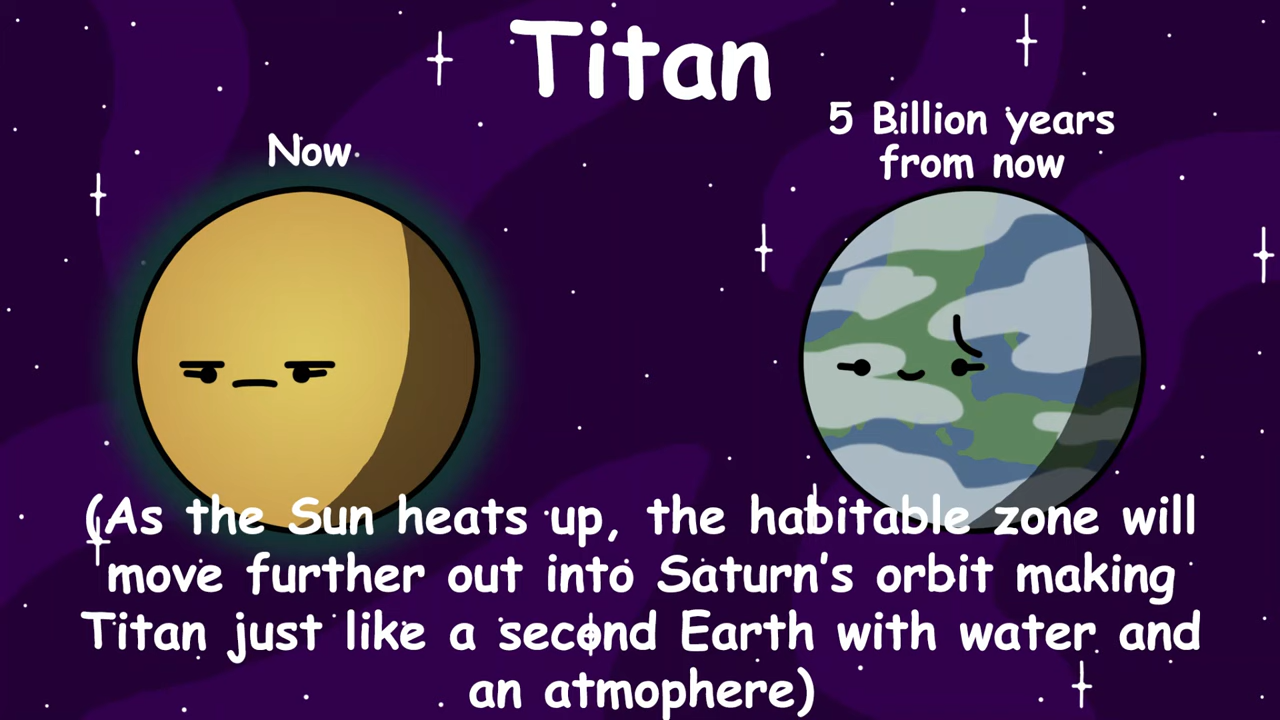 Titan
Now
5 Billion years
from now
(As the Sun heats up, the habitable zone will
move further out into Saturn's orbit making
Titan just like a second Earth with water and
an atmophere)